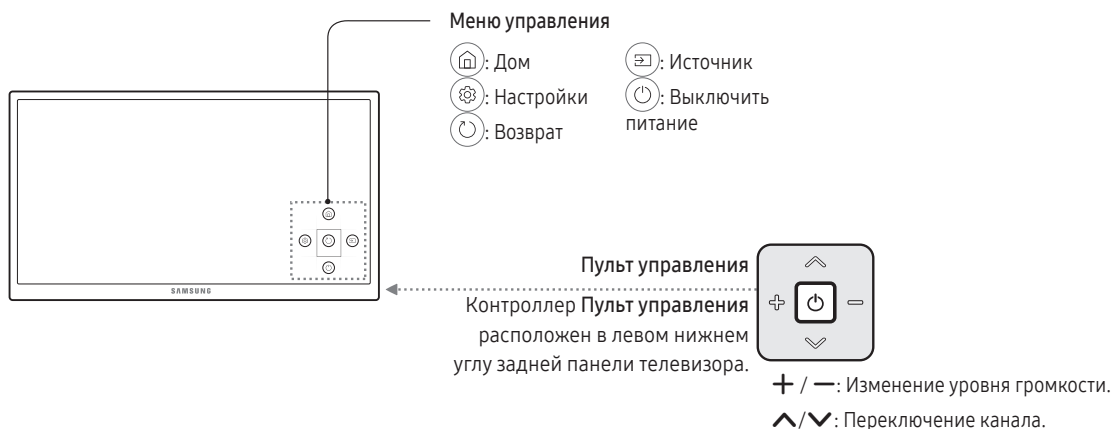 Меню управления
: Дом
: Источник
: Настройки
: Выключить
питание
: Возврат
SAMSUNG
Пульт управления
Контроллер Пульт управления
расположен в левом нижнем
углу задней панели телевизора.
+ / −: Изменение уровня громкости.
∧/∨: Переключение канала.